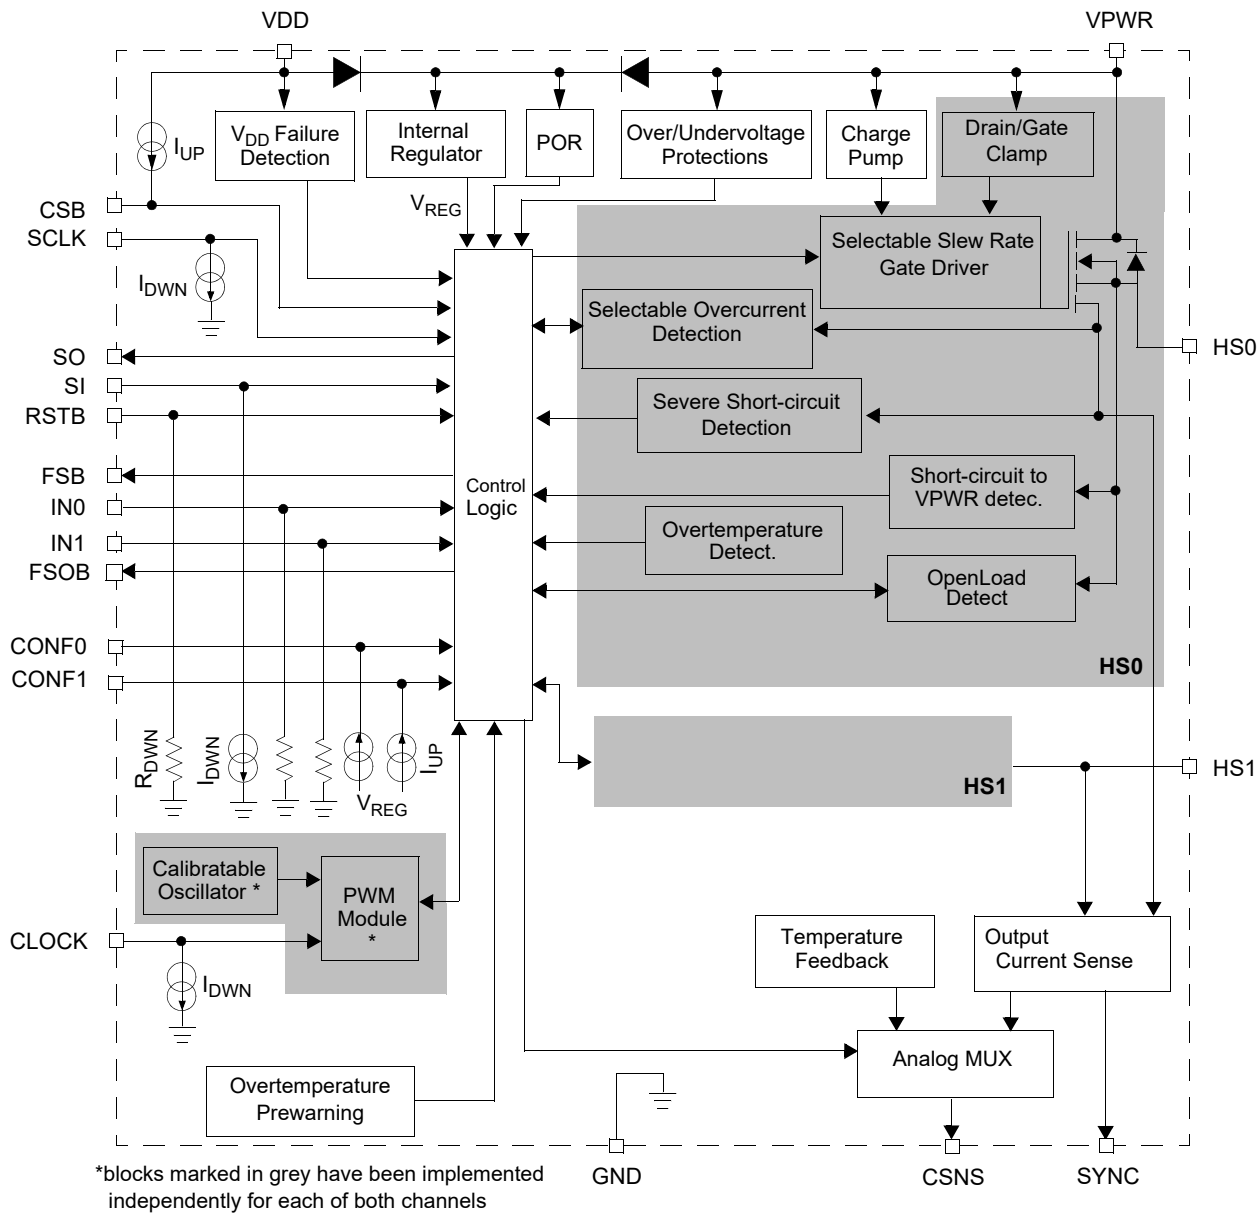 VDD
VPWR
IUP
VDD Failure
Detection
Internal
Regulator
POR
Over/Undervoltage
Protections
Charge
Pump
Drain/Gate
Clamp
VREG
CSB
SCLK
IDWN
Selectable Slew Rate
Gate Driver
Selectable Overcurrent
Detection
HS0
SO
SI
RSTB
Severe Short-circuit
Detection
FSB
IN0
IN1
FSOB
Control
Logic
Short-circuit to
VPWR detec.
Overtemperature
Detect.
OpenLoad
Detect
CONF0
CONF1
HS0
RDWN
IDWN
IUP
VREG
HS1
HS1
Calibratable
Oscillator *
PWM
Module
*
CLOCK
IDWN
Temperature
Feedback
Output
Current Sense
Analog MUX
Overtemperature
Prewarning
GND
CSNS
SYNC
*blocks marked in grey have been implemented
independently for each of both channels